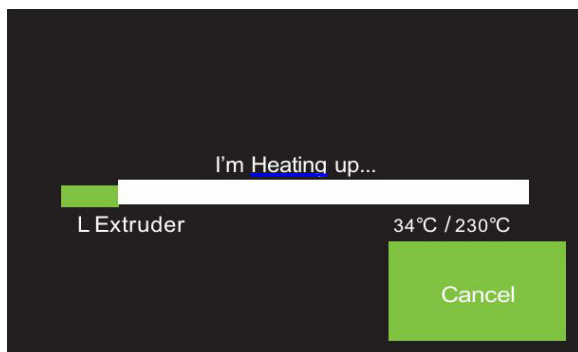 I'm Heating up...
L Extruder 34℃ / 230℃
Cancel